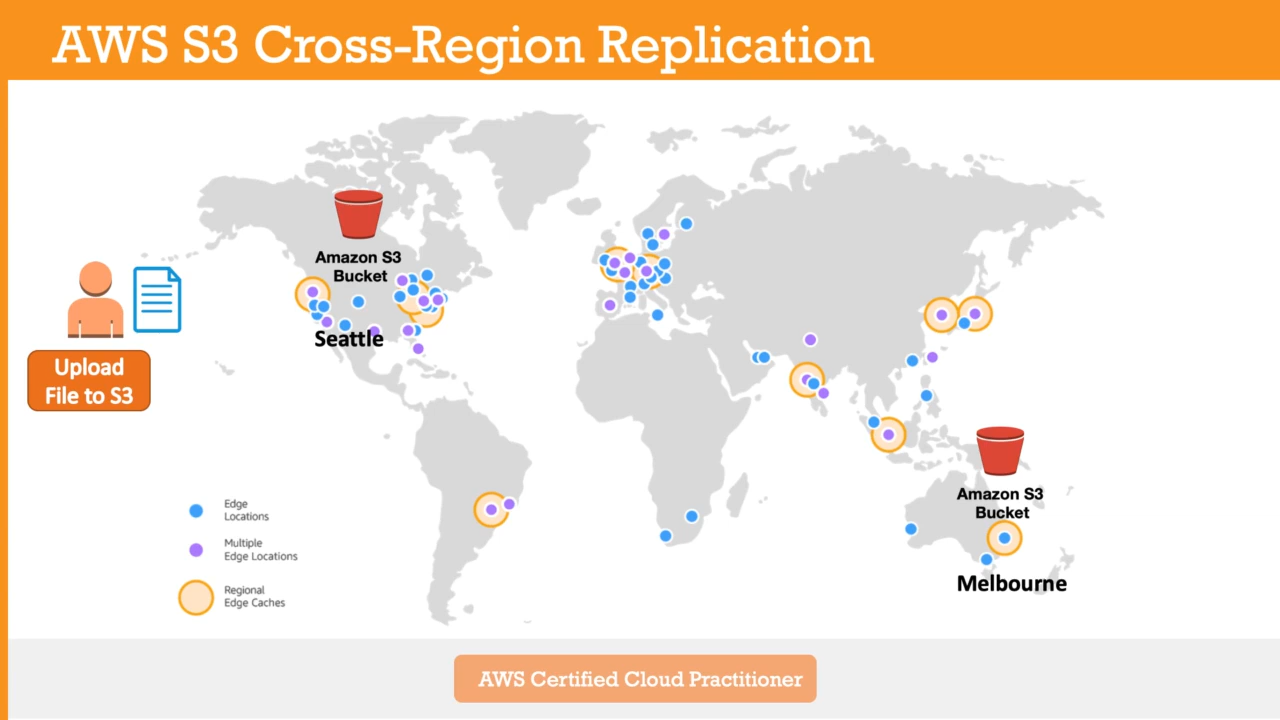 AWS S3 Cross-Region Replication
Amazon S3
Bucket
Seattle
Upload
File to S3
Amazon S3
Bucket
Melbourne
Edge
Locations
Multiple
Edge Locations
Regional
Edge Caches
AWS Certified Cloud Practitioner